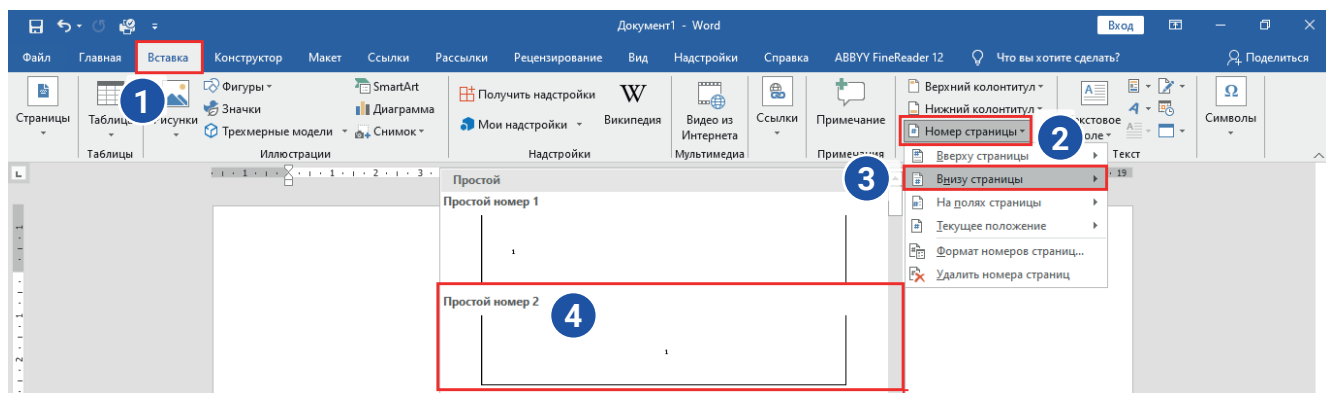 Документ1 - Word
Вход
Файл Главная Вставка Конструктор Макет Ссылки Рассылки Рецензирование Вид Надстройки Справка ABBYY FineReader 12 Что вы хотите сделать? Поделиться
Страницы
Таблица
Рисунки
Фигуры
Значки
Трехмерные модели
SmartArt
Диаграмма
Снимок
Получить надстройки
Мои надстройки
W
Википедия
Видео из
Интернета
Ссылки
Примечание
Верхний колонтитул
Нижний колонтитул
Номер страницы
Символы
Таблицы Иллюстрации Надстройки Мультимедиа Примечания Текст
1
2
3
4
Вверху страницы
Внизу страницы
На полях страницы
Текущее положение
Формат номеров страниц...
Удалить номера страниц
Простой
Простой номер 1
1
Простой номер 2
1